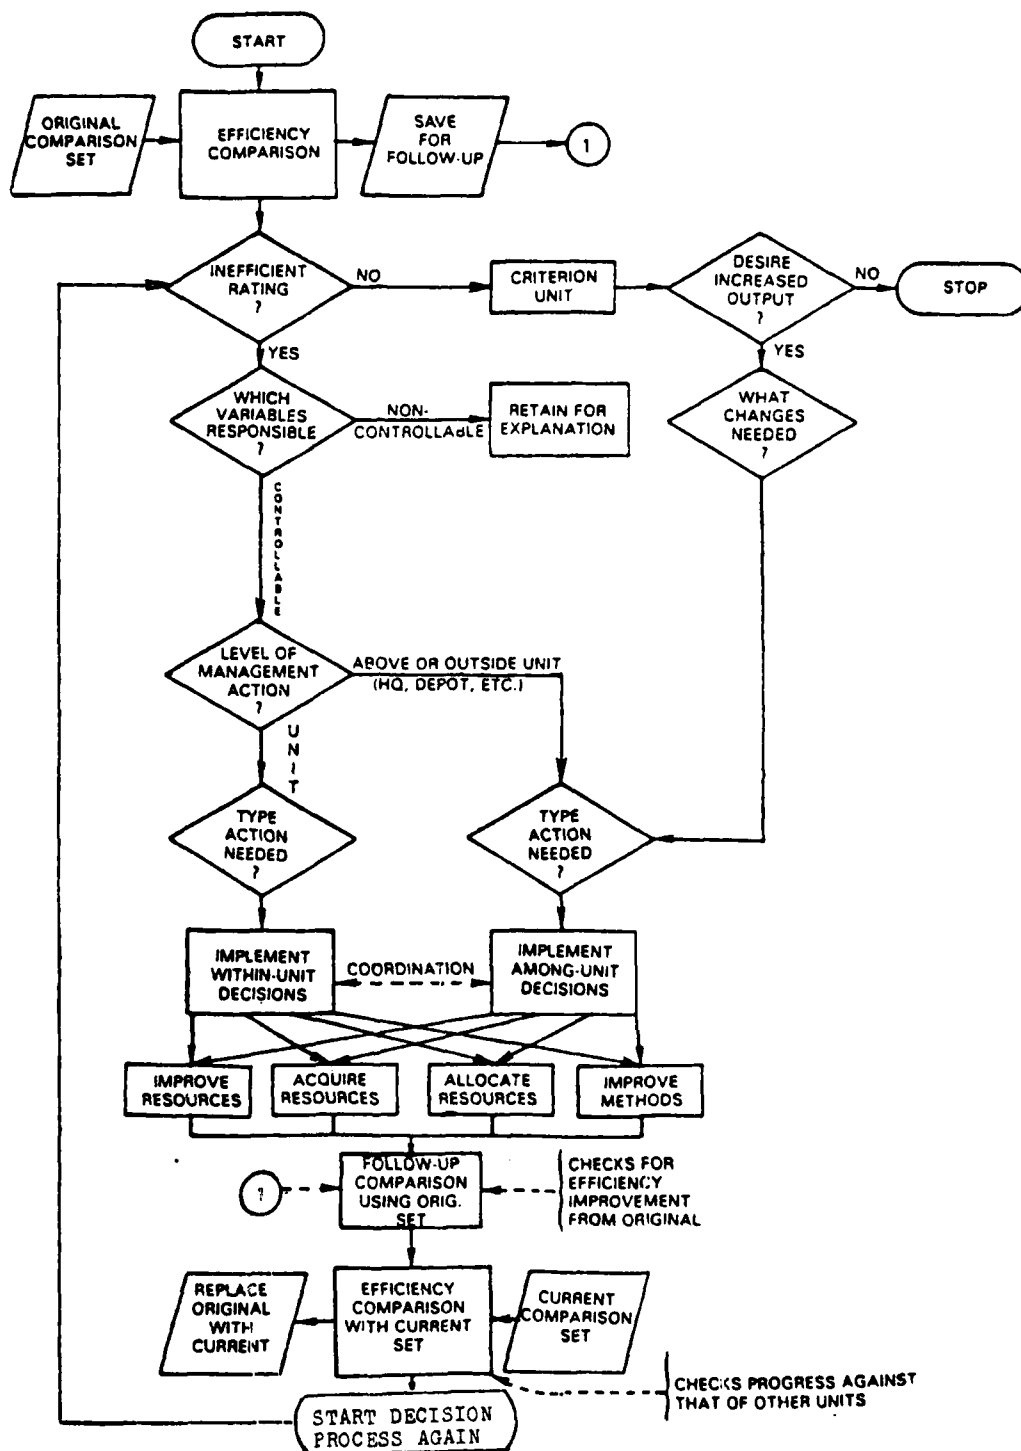 START
ORIGINAL
COMPARISON
SET
EFFICIENCY
COMPARISON
SAVE
FOR
FOLLOW-UP
1
INEFFICIENT
RATING
?
NO
CRITERION
UNIT
DESIRE
INCREASED
OUTPUT
?
NO
STOP
YES
YES
WHICH
VARIABLES
RESPONSIBLE
?
NON-
CONTROLLABLE
RETAIN FOR
EXPLANATION
WHAT
CHANGES
NEEDED
?
CONTROLLABLE
LEVEL OF
MANAGEMENT
ACTION
?
ABOVE OR OUTSIDE UNIT
(HQ, DEPOT, ETC.)
UNIT
TYPE
ACTION
NEEDED
?
TYPE
ACTION
NEEDED
?
IMPLEMENT
WITHIN-UNIT
DECISIONS
COORDINATION
IMPLEMENT
AMONG-UNIT
DECISIONS
IMPROVE
RESOURCES
ACQUIRE
RESOURCES
ALLOCATE
RESOURCES
IMPROVE
METHODS
1
FOLLOW-UP
COMPARISON
USING ORIG.
SET
CHECKS FOR
EFFICIENCY
IMPROVEMENT
FROM ORIGINAL
REPLACE
ORIGINAL
WITH
CURRENT
EFFICIENCY
COMPARISON
WITH CURRENT
SET
CURRENT
COMPARISON
SET
CHECKS PROGRESS AGAINST
THAT OF OTHER UNITS
START DECISION
PROCESS AGAIN